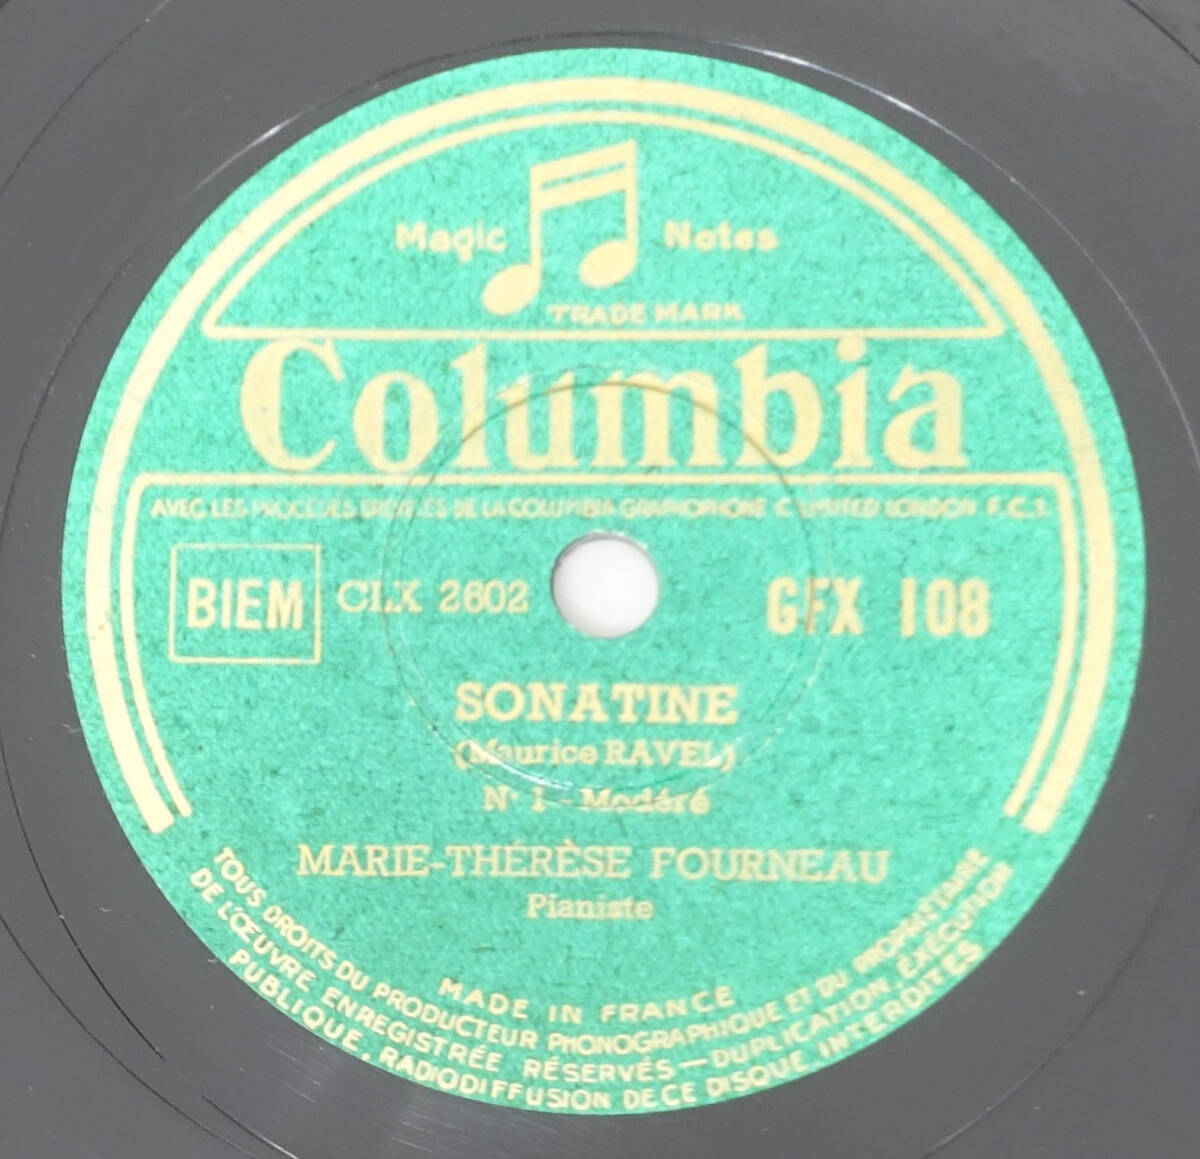 Magic Notes
TRADE MARK
Columbia
AVEC LES PROCÉDÉS DE LA COLUMBIA GRAPHOPHONE Cº LIMITED LONDON F.C.1.
BIEM CLX 2602 GFX 108
SONATINE
(Maurice RAVEL)
Nº 1 - Modéré
MARIE-THÉRÈSE FOURNEAU
Pianiste
MADE IN FRANCE
TOUS DROITS DU PRODUCTEUR PHONOGRAPHIQUE ET DU PROPRIÉTAIRE
DE L'ŒUVRE ENREGISTRÉE RÉSERVÉS — DUPLICATION, EXÉCUTION
PUBLIQUE, RADIODIFFUSION DE CE DISQUE INTERDITES